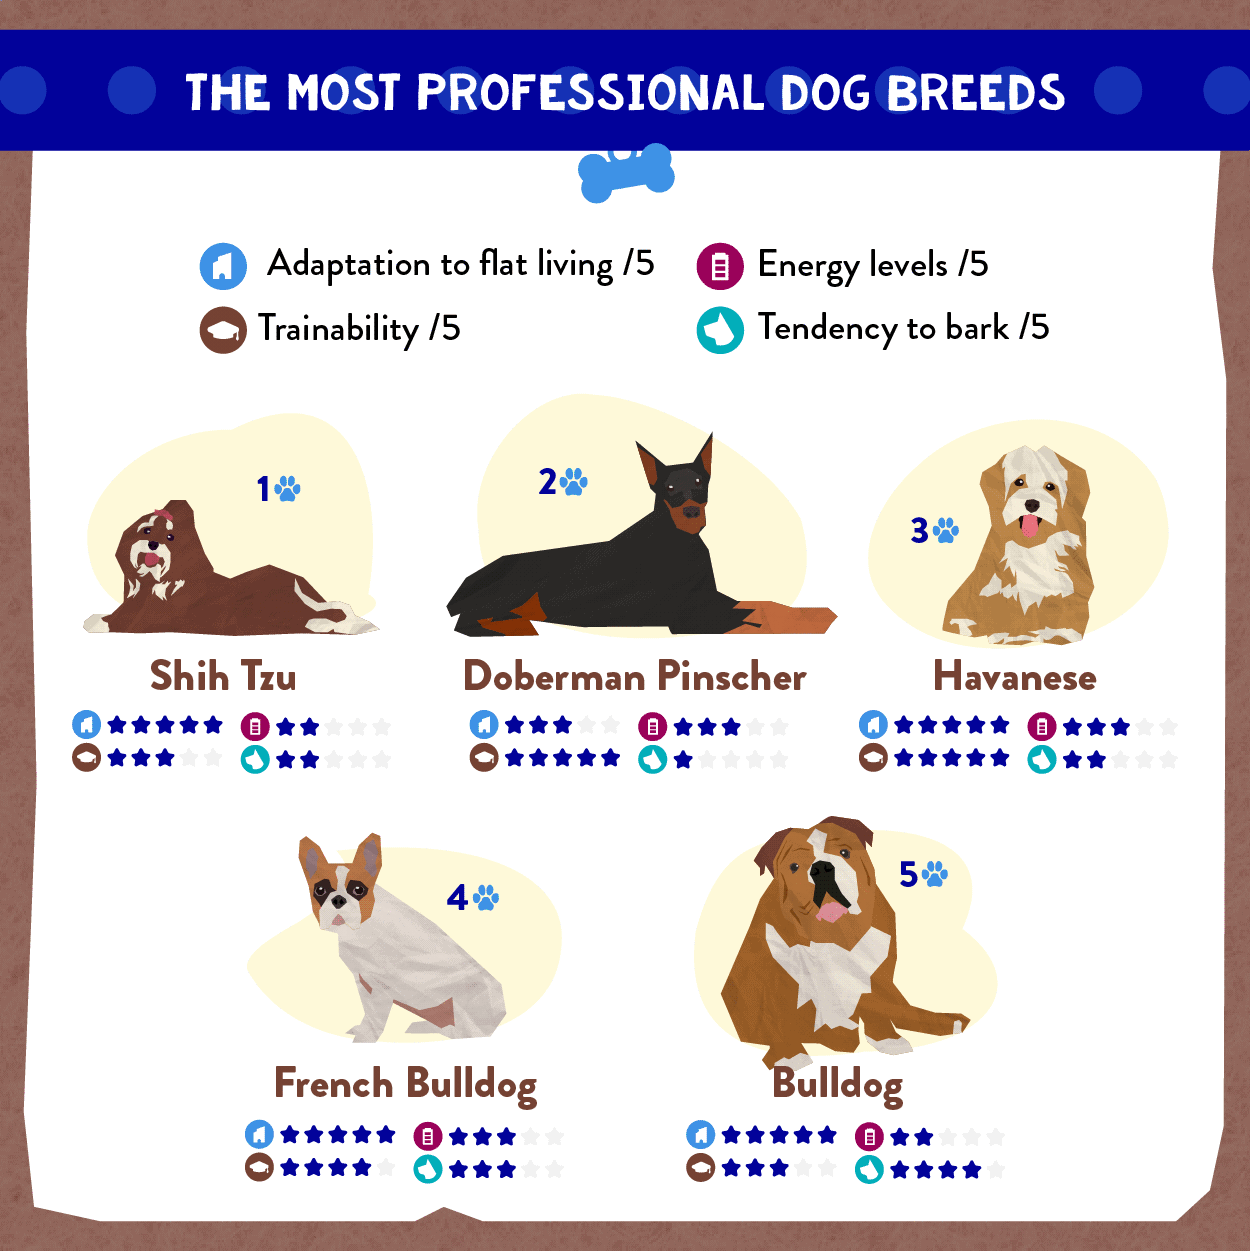 THE MOST PROFESSIONAL DOG BREEDS
Adaptation to flat living /5
Energy levels /5
Trainability /5
Tendency to bark /5
1
2
3
Shih Tzu
Doberman Pinscher
Havanese
4
5
French Bulldog
Bulldog